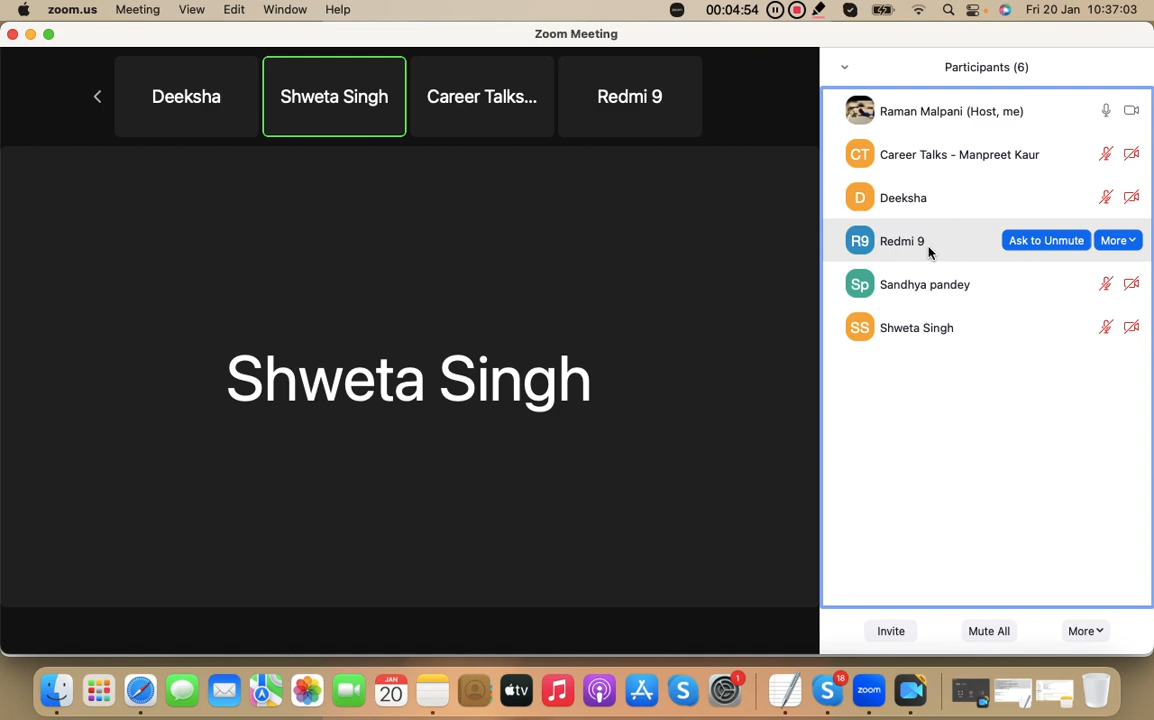 zoom.us Meeting View Edit Window Help 00:04:54 Fri 20 Jan 10:37:03
Zoom Meeting
Deeksha
Shweta Singh
Career Talks...
Redmi 9
Shweta Singh
Participants (6)
Raman Malpani (Host, me)
CT Career Talks - Manpreet Kaur
D Deeksha
R9 Redmi 9 Ask to Unmute More
Sp Sandhya pandey
SS Shweta Singh
Invite Mute All More
JAN
20
tv
1
18
zoom